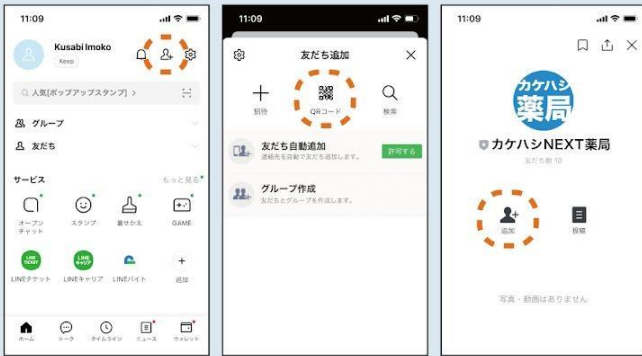 11:09
Kusabi Imoko
Keep
人気[ポップアップスタンプ] >
グループ
友だち
サービス
もっと見る
オープン
チャット
スタンプ
着せかえ
GAME
LINE
TICKET
LINE
キャリア
LINEチケット
LINEキャリア
LINEバイト
追加
ホーム
トーク
タイムライン
ニュース
ウォレット
11:09
友だち追加
招待
QRコード
検索
友だち自動追加
連絡先を自動で友だち追加します。
許可する
グループ作成
友だちとグループを作成します。
11:09
カケハシ
薬局
カケハシNEXT薬局
友だち数 10
追加
投稿
写真・動画はありません